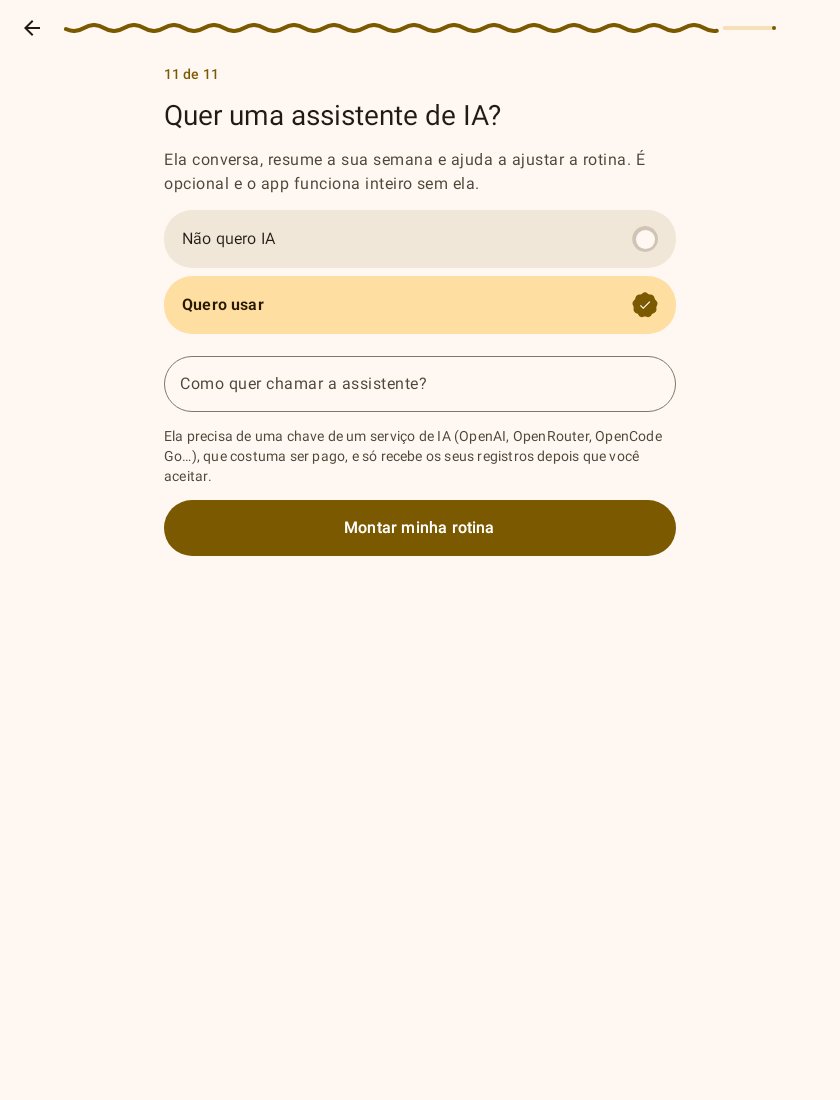 11 de 11
Quer uma assistente de IA?
Ela conversa, resume a sua semana e ajuda a ajustar a rotina. É
opcional e o app funciona inteiro sem ela.
Não quero IA
Quero usar
Como quer chamar a assistente?
Ela precisa de uma chave de um serviço de IA (OpenAI, OpenRouter, OpenCode
Go…), que costuma ser pago, e só recebe os seus registros depois que você
aceitar.
Montar minha rotina